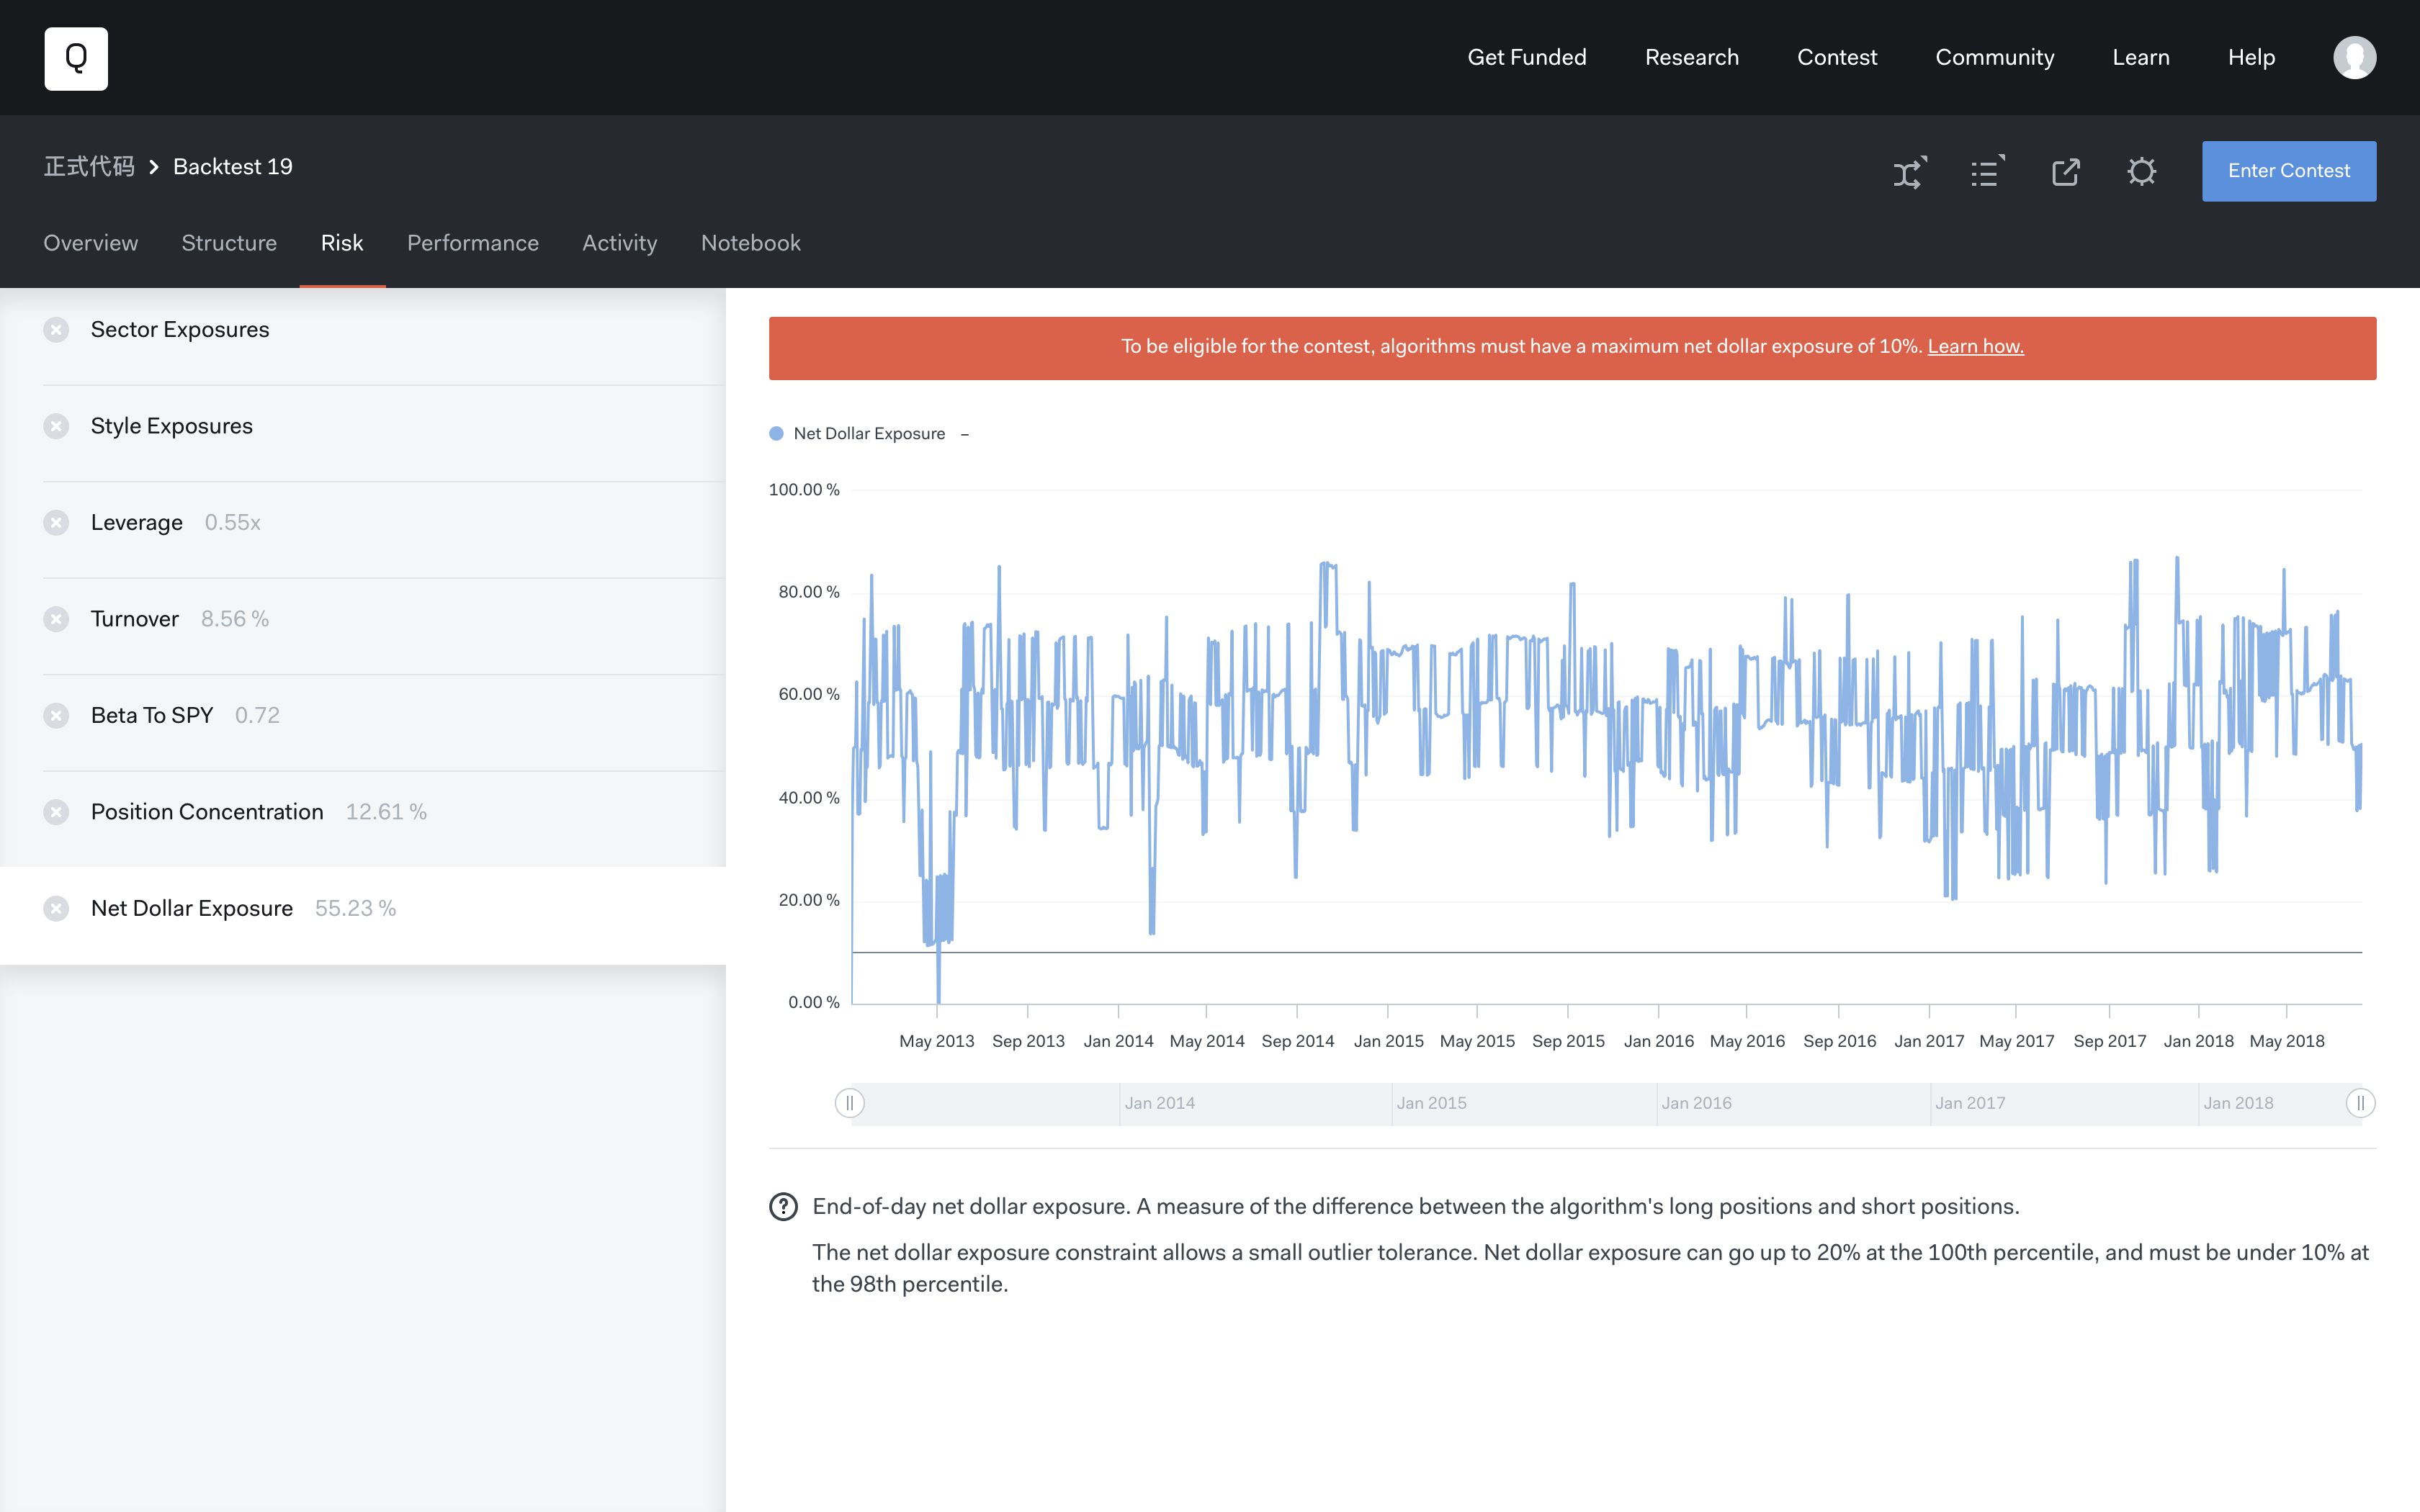 Q
Get Funded Research Contest Community Learn Help
正式代码 Backtest 19
Enter Contest
Overview Structure Risk Performance Activity Notebook
Sector Exposures
Style Exposures
Leverage 0.55x
Turnover 8.56 %
Beta To SPY 0.72
Position Concentration 12.61 %
Net Dollar Exposure 55.23 %
To be eligible for the contest, algorithms must have a maximum net dollar exposure of 10%. Learn how.
Net Dollar Exposure –
100.00 %
80.00 %
60.00 %
40.00 %
20.00 %
0.00 %
May 2013 Sep 2013 Jan 2014 May 2014 Sep 2014 Jan 2015 May 2015 Sep 2015 Jan 2016 May 2016 Sep 2016 Jan 2017 May 2017 Sep 2017 Jan 2018 May 2018
Jan 2014 Jan 2015 Jan 2016 Jan 2017 Jan 2018
End-of-day net dollar exposure. A measure of the difference between the algorithm's long positions and short positions.
The net dollar exposure constraint allows a small outlier tolerance. Net dollar exposure can go up to 20% at the 100th percentile, and must be under 10% at
the 98th percentile.